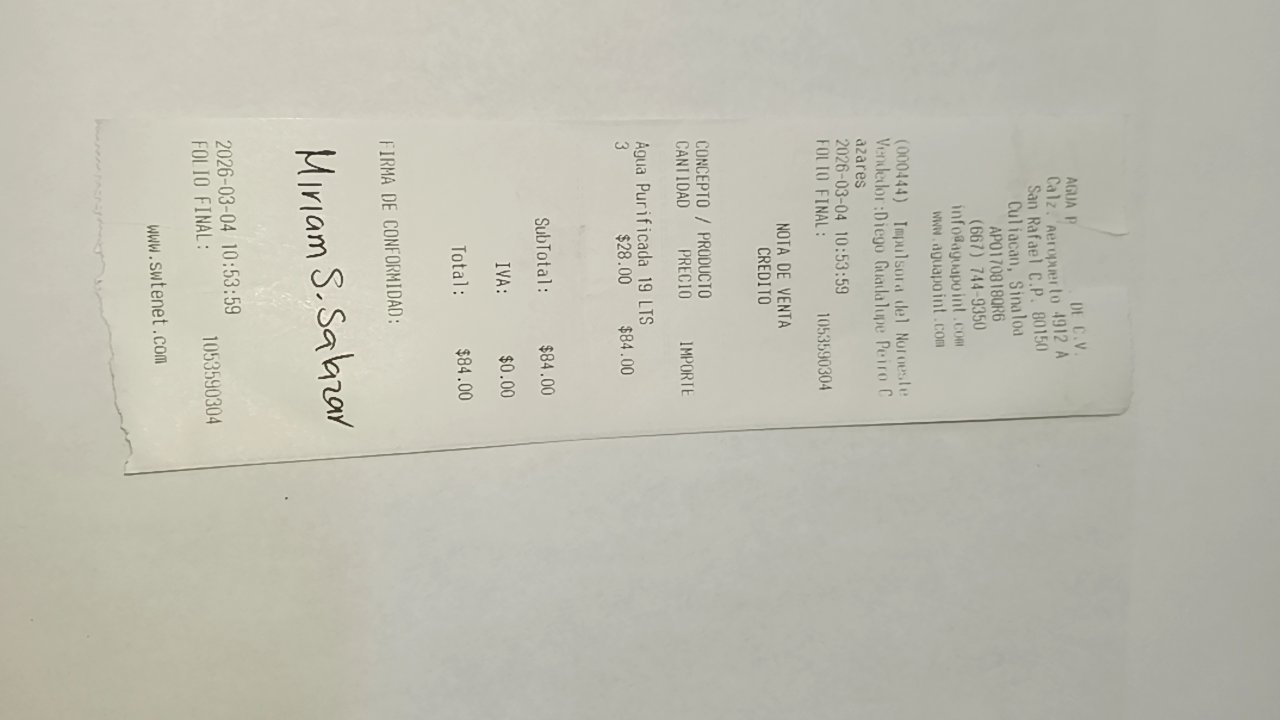 AGUA P DE C.V.
Calz. Aeropuerto 4912 A
San Rafael C.P. 80150
Culiacan, Sinaloa
APO170818QR6
(667) 744-9350
info@aguapoint.com
www.aguapoint.com
(000444) Impulsora del Noroeste
Vendedor:Diego Guadalupe Peiro C
azares
2026-03-04 10:53:59
FOLIO FINAL: 1053590304
NOTA DE VENTA
CREDITO
CONCEPTO / PRODUCTO
CANTIDAD PRECIO IMPORTE
Agua Purificada 19 LTS
3 $28.00 $84.00
SubTotal: $84.00
IVA: $0.00
Total: $84.00
FIRMA DE CONFORMIDAD:
Miriam S. Salazar
2026-03-04 10:53:59
FOLIO FINAL: 1053590304
www.swtenet.com